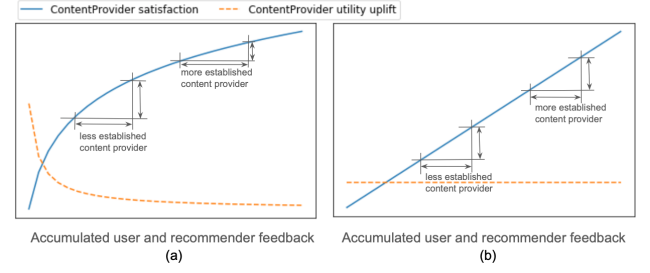 ContentProvider satisfaction
ContentProvider utility uplift
more established
content provider
less established
content provider
more established
content provider
less established
content provider
Accumulated user and recommender feedback
(a)
Accumulated user and recommender feedback
(b)